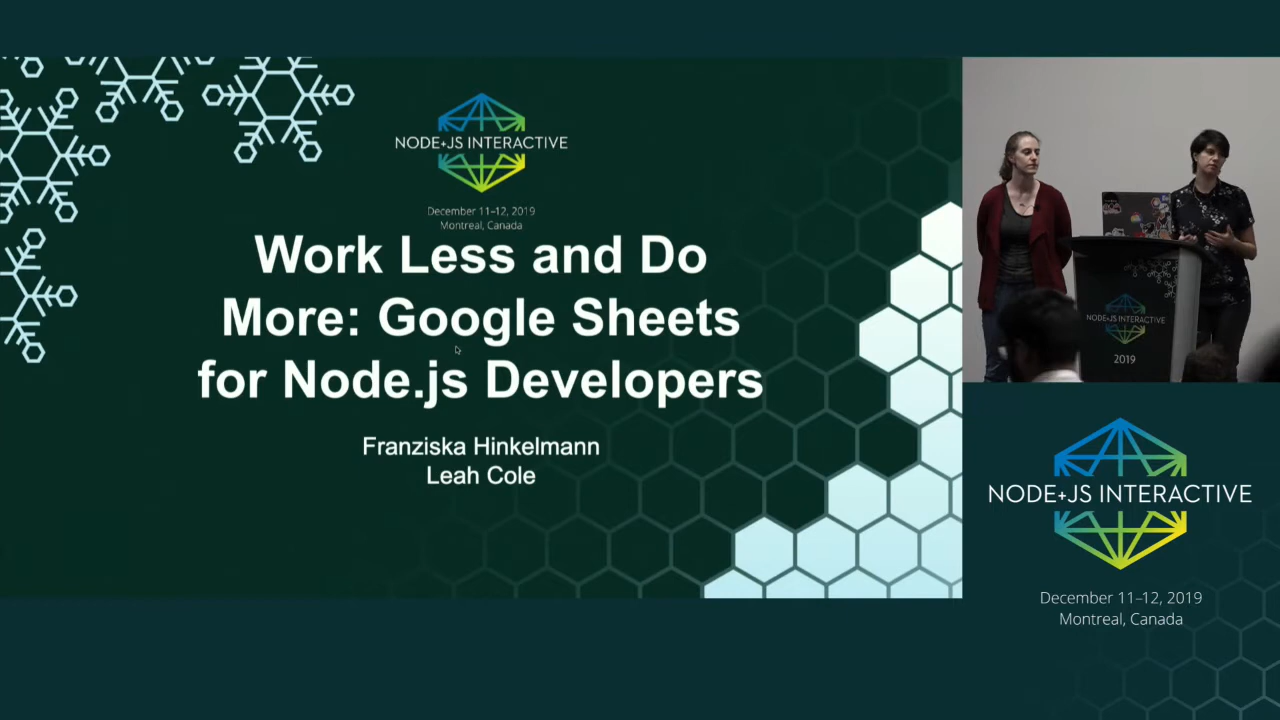 NODE+JS INTERACTIVE
December 11–12, 2019
Montreal, Canada
Work Less and Do
More: Google Sheets
for Node.js Developers
Franziska Hinkelmann
Leah Cole
NODE+JS INTERACTIVE
2019
NODE+JS INTERACTIVE
December 11–12, 2019
Montreal, Canada